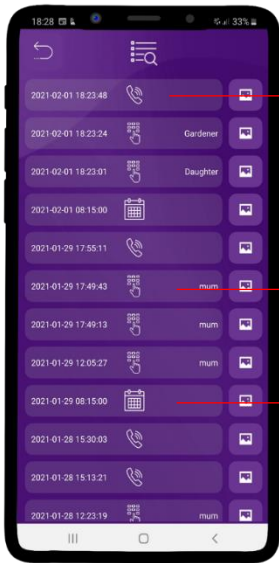 18:28 33%
2021-02-01 18:23:48
2021-02-01 18:23:24 Gardener
2021-02-01 18:23:01 Daughter
2021-02-01 08:15:00
2021-01-29 17:55:11
2021-01-29 17:49:43 mum
2021-01-29 17:49:13 mum
2021-01-29 12:05:27 mum
2021-01-29 08:15:00
2021-01-28 15:30:03
2021-01-28 15:13:21
2021-01-28 12:23:19 mum